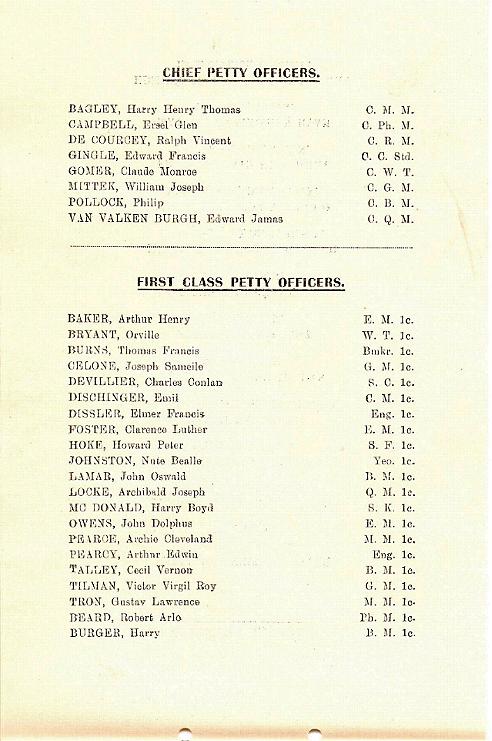 CHIEF PETTY OFFICERS.
BAGLEY, Harry Henry Thomas C. M. M.
CAMPBELL, Ersel Glen C. Ph. M.
DE COURCEY, Ralph Vincent C. R. M.
GINGLE, Edward Francis C. C. Std.
GOMER, Claude Monroe C. W. T.
MITTEK, William Joseph C. G. M.
POLLOCK, Philip C. B. M.
VAN VALKEN BURGH, Edward Jamas C. Q. M.
FIRST CLASS PETTY OFFICERS.
BAKER, Arthur Henry E. M. 1c.
BRYANT, Orville W. T. 1c.
BURNS, Thomas Francis Bmkr. 1c.
CELONE, Joseph Sameile G. M. 1c.
DEVILLIER, Charles Conlan S. C. 1c.
DISCHINGER, Emil C. M. 1c.
DISSLER, Elmer Francis Eng. 1c.
FOSTER, Clarence Luther E. M. 1c.
HOKE, Howard Peter S. F. 1c.
JOHNSTON, Nute Bealle Yeo. 1c.
LAMAR, John Oswald B. M. 1c.
LOCKE, Archibald Joseph Q. M. 1c.
MC DONALD, Harry Boyd S. K. 1c.
OWENS, John Dolphus E. M. 1c.
PEARCE, Archie Cleveland M. M. 1c.
PEARCY, Arthur Edwin Eng. 1c.
TALLEY, Cecil Vernon B. M. 1c.
TILMAN, Victor Virgil Roy G. M. 1c.
TRON, Gustav Lawrence M. M. 1c.
BEARD, Robert Arlo Ph. M. 1c.
BURGER, Harry B. M. 1c.